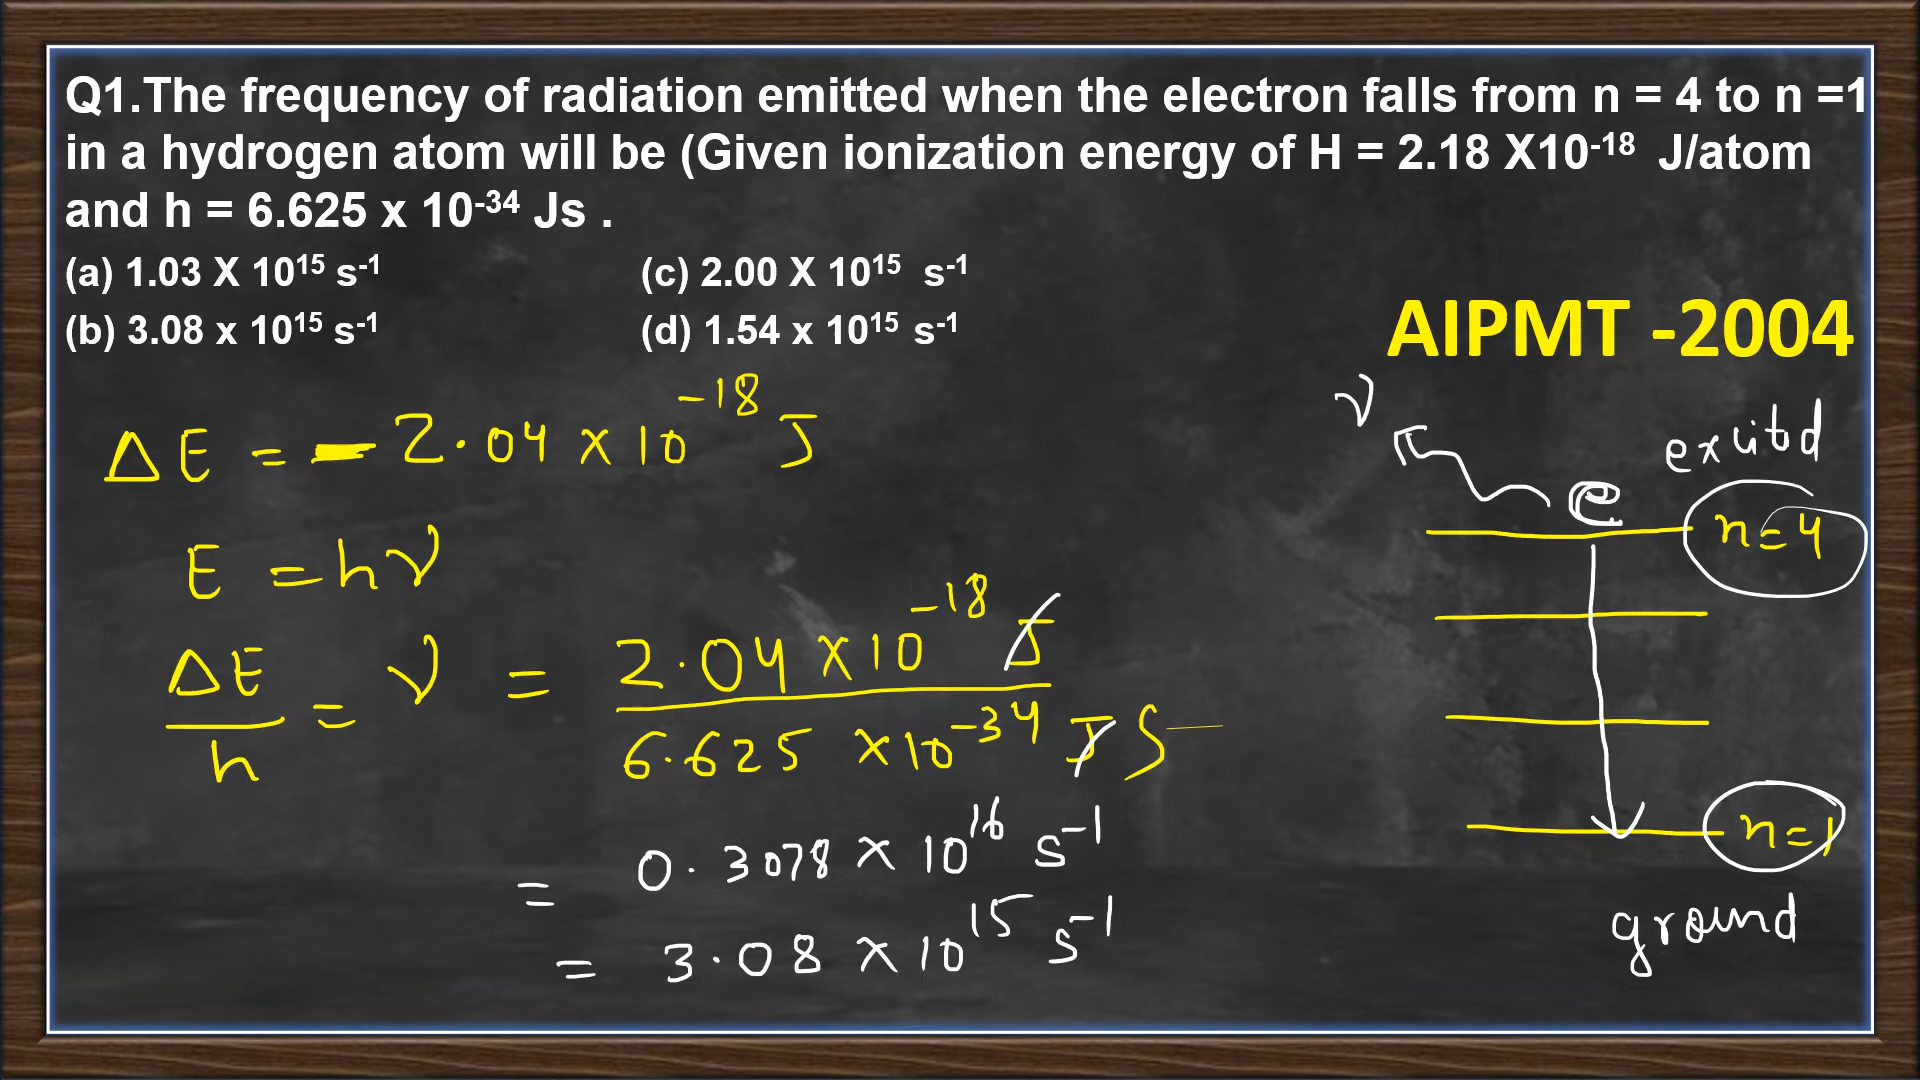 Q1.The frequency of radiation emitted when the electron falls from n = 4 to n =1
in a hydrogen atom will be (Given ionization energy of H = 2.18 X10⁻¹⁸ J/atom
and h = 6.625 x 10⁻³⁴ Js .
(a) 1.03 X 10¹⁵ s⁻¹ (c) 2.00 X 10¹⁵ s⁻¹
(b) 3.08 x 10¹⁵ s⁻¹ (d) 1.54 x 10¹⁵ s⁻¹
AIPMT -2004
ΔE = - 2.04 × 10⁻¹⁸ J
E = hν
ΔE/h = ν = 2.04 × 10⁻¹⁸ J / 6.625 × 10⁻³⁴ J S
= 0.3078 × 10¹⁶ s⁻¹
= 3.08 × 10¹⁵ s⁻¹
ν
exited
e
n = 4
n = 1
ground